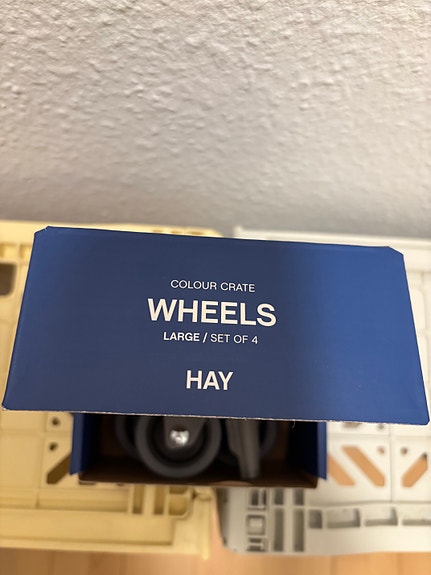 COLOUR CRATE
WHEELS
LARGE / SET OF 4
HAY